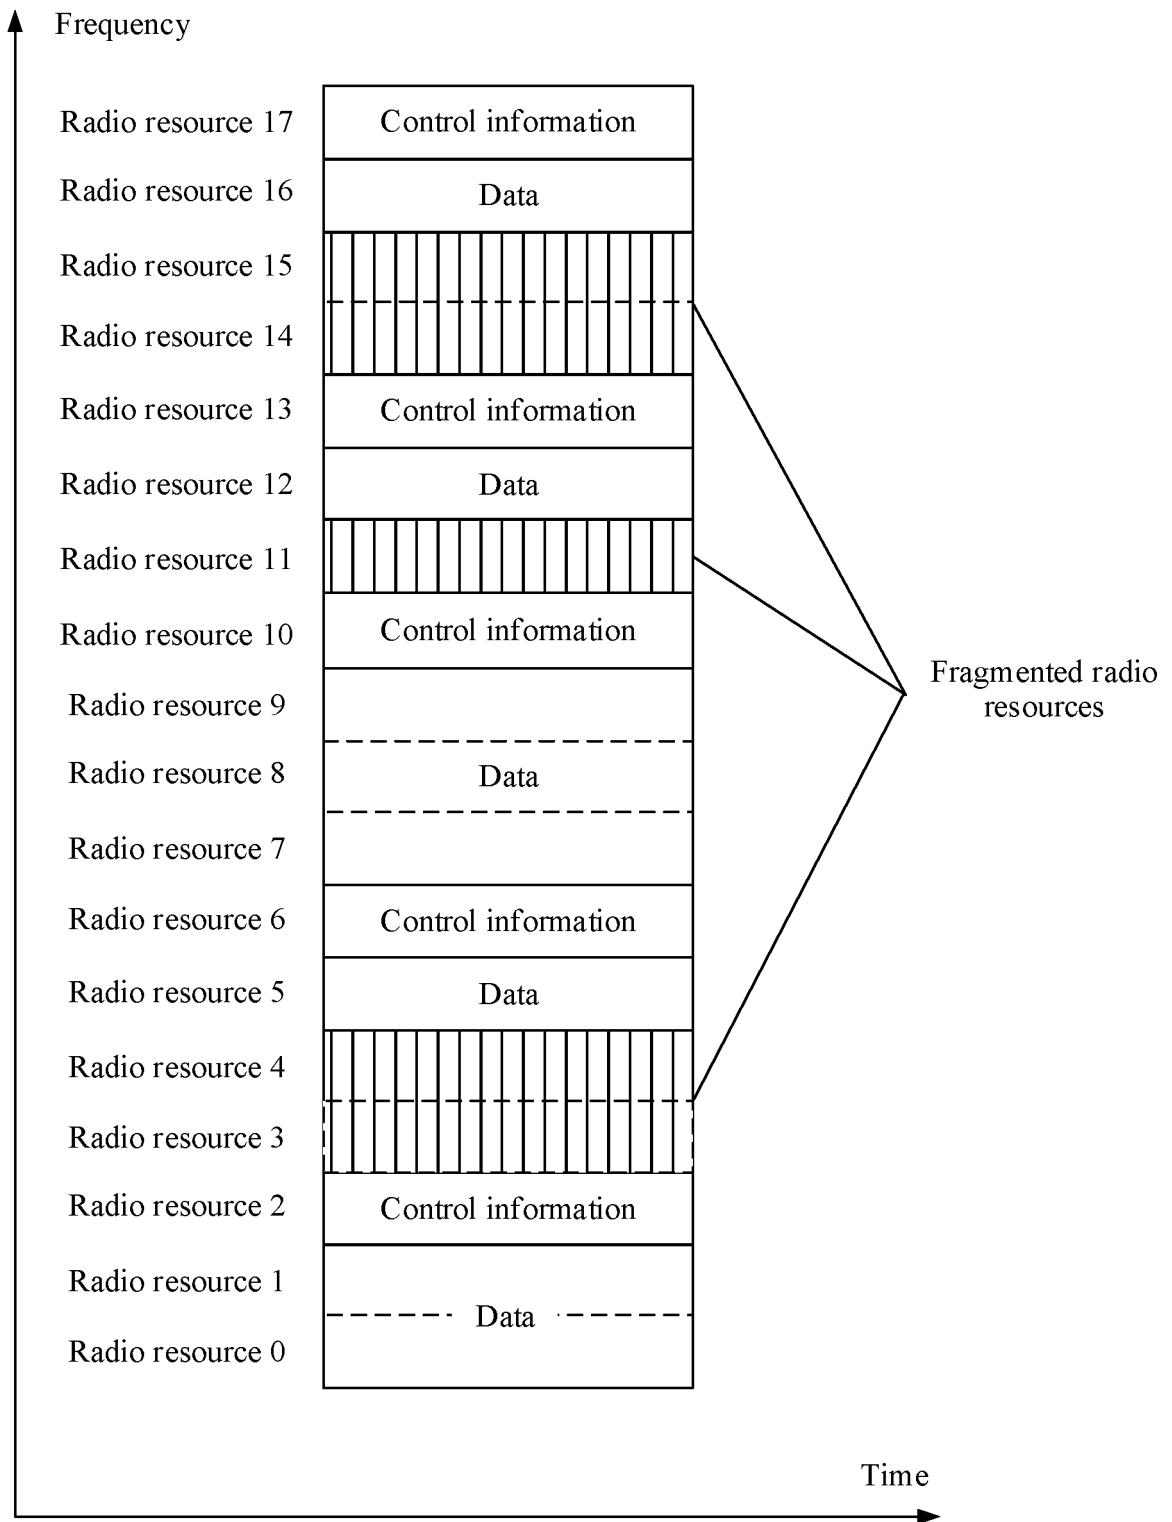 Frequency
Radio resource 17 Control information
Radio resource 16 Data
Radio resource 15
Radio resource 14
Radio resource 13 Control information
Radio resource 12 Data
Radio resource 11
Radio resource 10 Control information
Fragmented radio
resources
Radio resource 9
Radio resource 8 Data
Radio resource 7
Radio resource 6 Control information
Radio resource 5 Data
Radio resource 4
Radio resource 3
Radio resource 2 Control information
Radio resource 1
Data
Radio resource 0
Time